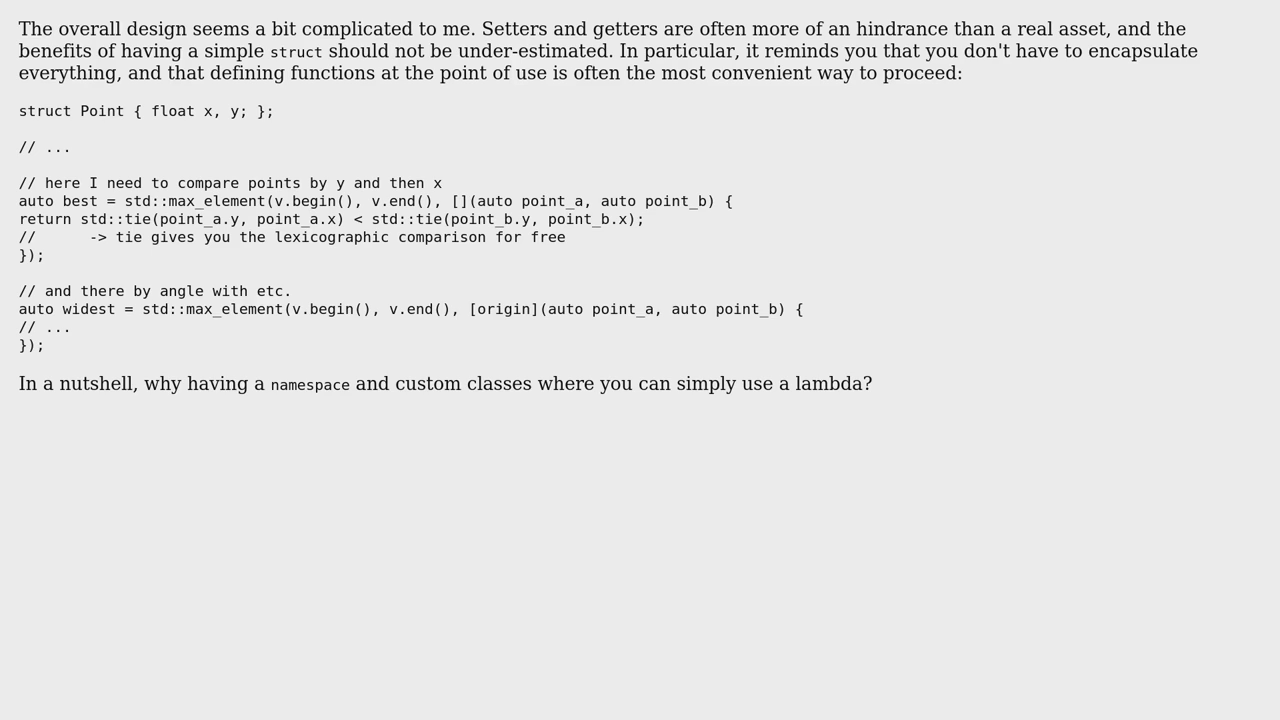 The overall design seems a bit complicated to me. Setters and getters are often more of an hindrance than a real asset, and the
benefits of having a simple struct should not be under-estimated. In particular, it reminds you that you don't have to encapsulate
everything, and that defining functions at the point of use is often the most convenient way to proceed:
struct Point { float x, y; };
// ...
// here I need to compare points by y and then x
auto best = std::max_element(v.begin(), v.end(), [](auto point_a, auto point_b) {
return std::tie(point_a.y, point_a.x) < std::tie(point_b.y, point_b.x);
//      -> tie gives you the lexicographic comparison for free
});
// and there by angle with etc.
auto widest = std::max_element(v.begin(), v.end(), [origin](auto point_a, auto point_b) {
// ...
});
In a nutshell, why having a namespace and custom classes where you can simply use a lambda?